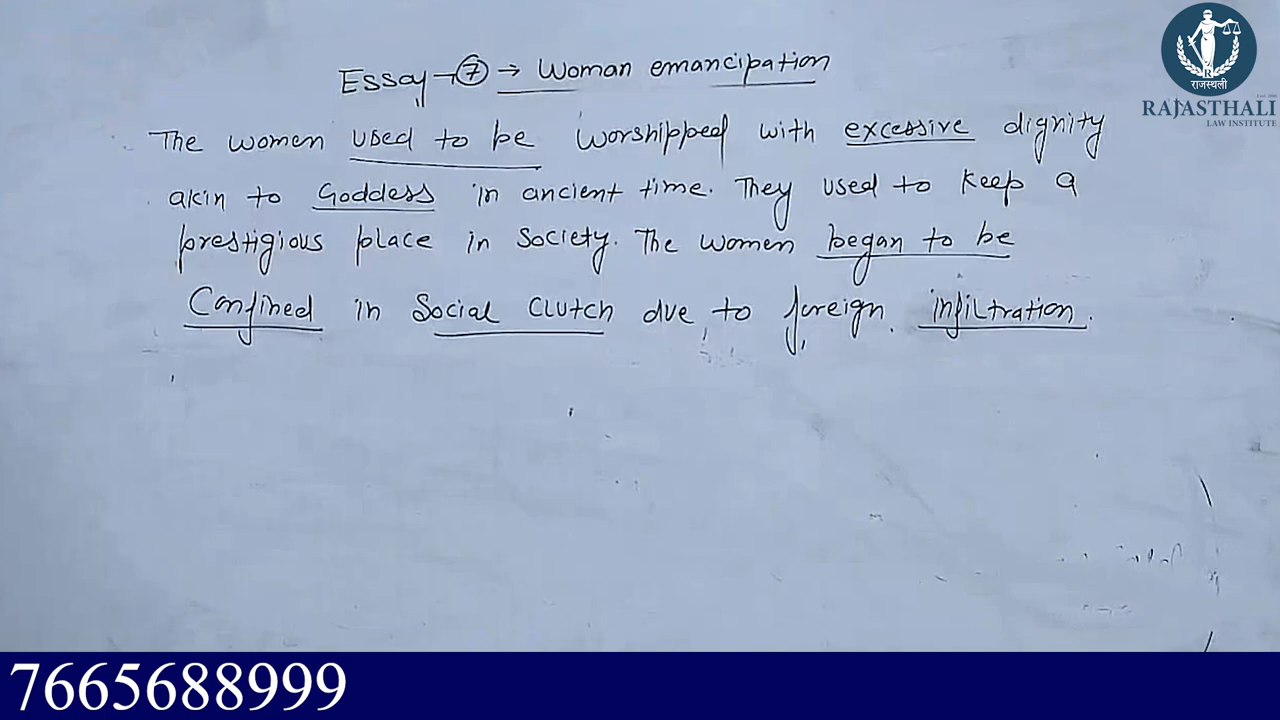 Essay → 7 → Woman emancipation
The women used to be worshipped with excessive dignity
akin to Goddess in ancient time. They used to keep a
prestigious place in society. The women began to be
Confined in Social Clutch due to foreign infiltration.
राजस्थली
RAJASTHALI
LAW INSTITUTE
7665688999